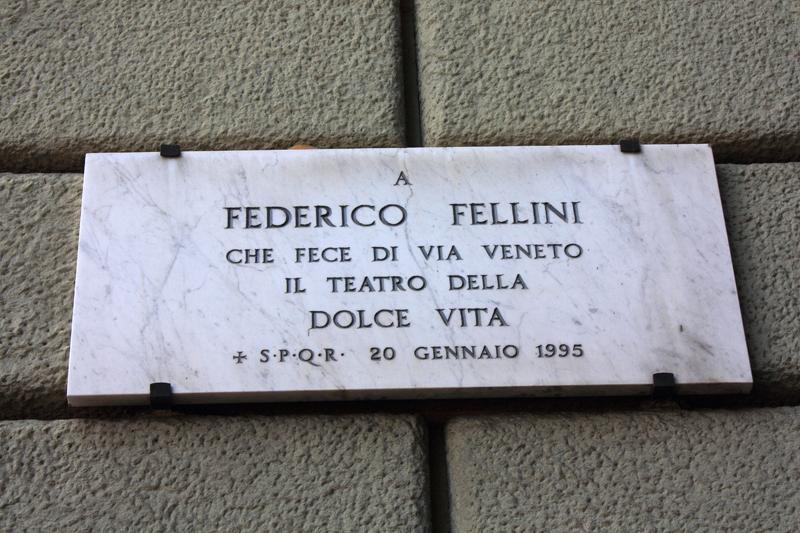 A
FEDERICO FELLINI
CHE FECE DI VIA VENETO
IL TEATRO DELLA
DOLCE VITA
✢ S·P·Q·R· 20 GENNAIO 1995